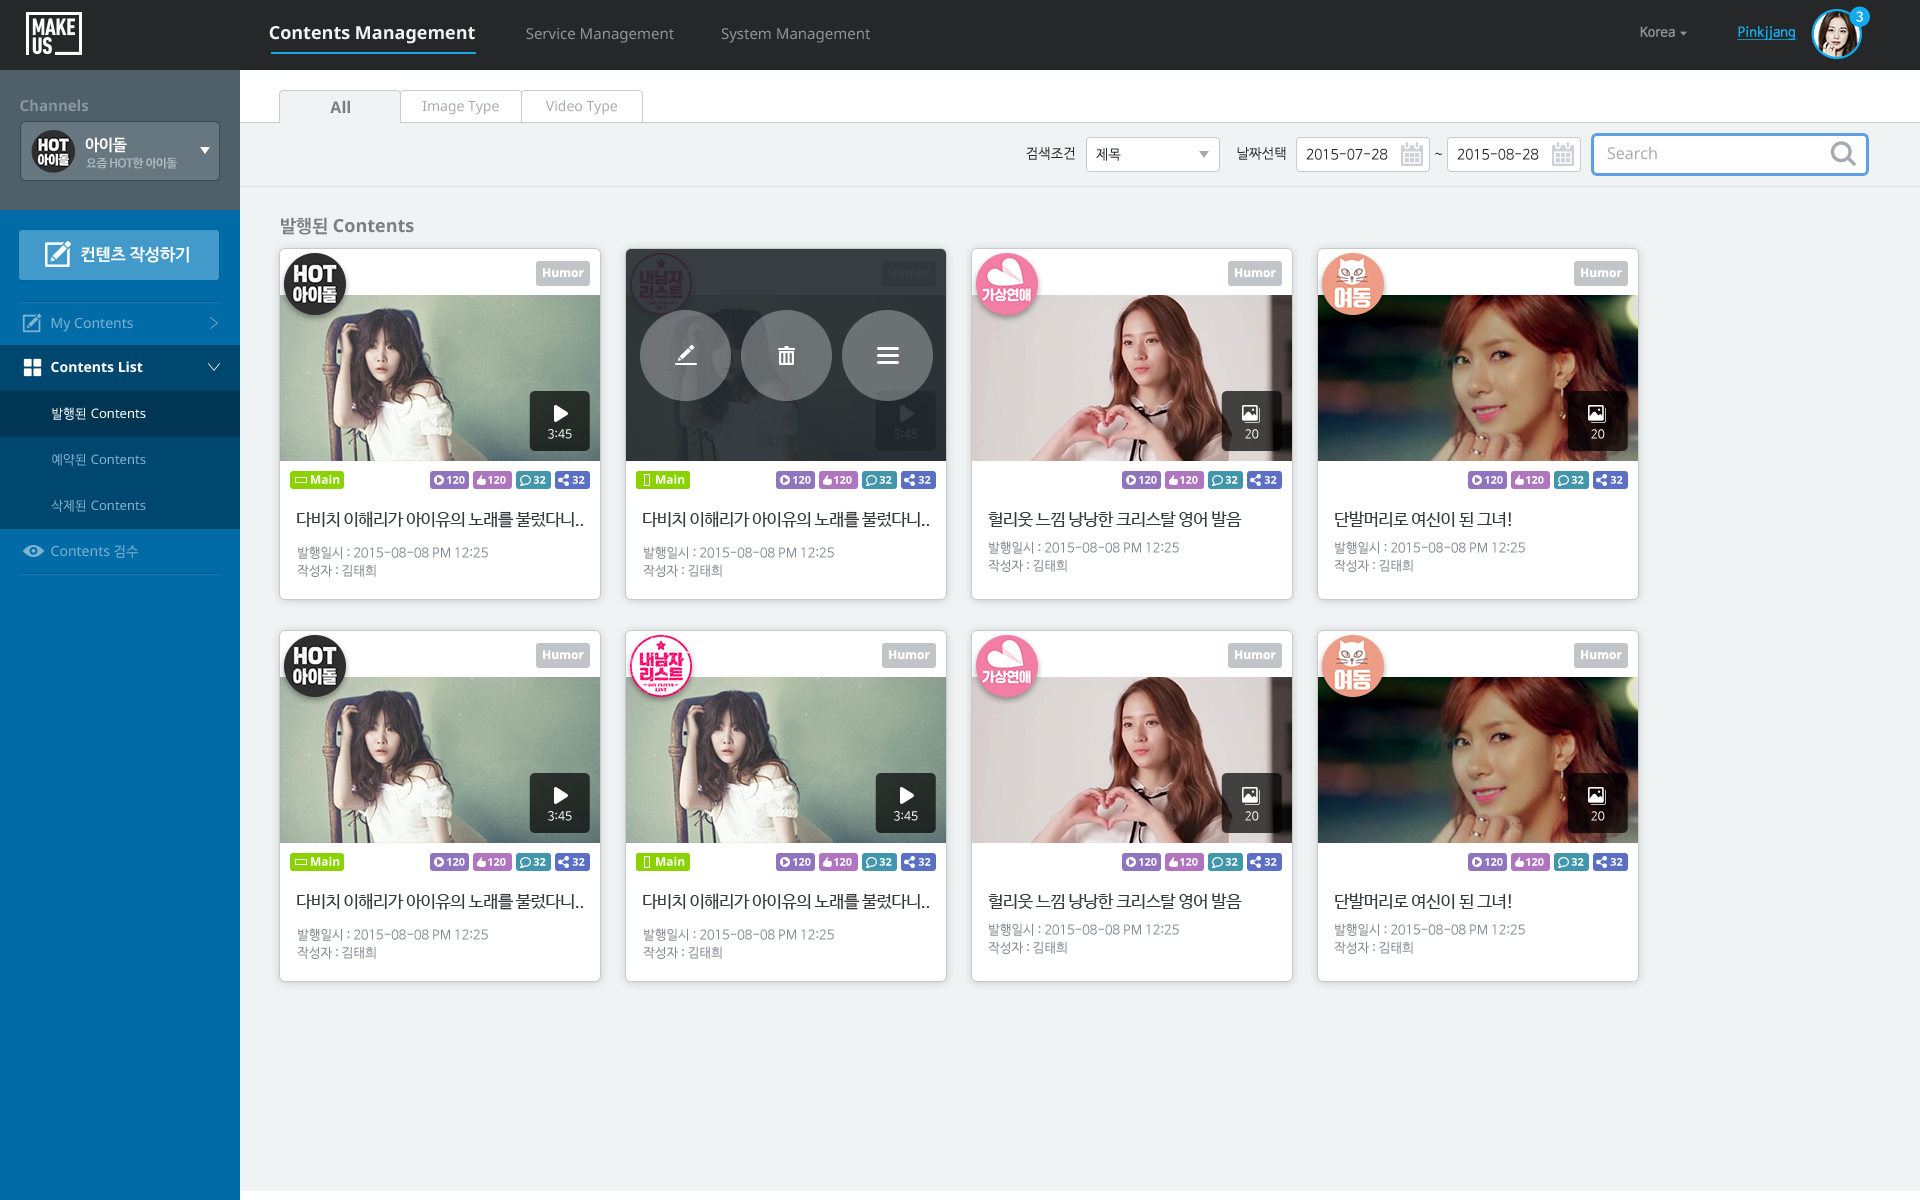 MAKE
US
Contents Management
Service Management
System Management
Korea
Pinkjjang
3
Channels
HOT
아이돌
아이돌
요즘 HOT한 아이돌
컨텐츠 작성하기
My Contents
Contents List
발행된 Contents
예약된 Contents
삭제된 Contents
Contents 검수
All
Image Type
Video Type
검색조건
제목
날짜선택
2015-07-28
~
2015-08-28
Search
발행된 Contents
HOT
아이돌
Humor
3:45
Main
120
120
32
32
다비치 이해리가 아이유의 노래를 불렀다니..
발행일시 : 2015-08-08 PM 12:25
작성자 : 김태희
내남자
리스트
Humor
3:45
Main
120
120
32
32
다비치 이해리가 아이유의 노래를 불렀다니..
발행일시 : 2015-08-08 PM 12:25
작성자 : 김태희
가상연애
Humor
20
120
120
32
32
헐리웃 느낌 낭낭한 크리스탈 영어 발음
발행일시 : 2015-08-08 PM 12:25
작성자 : 김태희
여동
Humor
20
120
120
32
32
단발머리로 여신이 된 그녀!
발행일시 : 2015-08-08 PM 12:25
작성자 : 김태희
HOT
아이돌
Humor
3:45
Main
120
120
32
32
다비치 이해리가 아이유의 노래를 불렀다니..
발행일시 : 2015-08-08 PM 12:25
작성자 : 김태희
내남자
리스트
LIST
Humor
3:45
Main
120
120
32
32
다비치 이해리가 아이유의 노래를 불렀다니..
발행일시 : 2015-08-08 PM 12:25
작성자 : 김태희
가상연애
Humor
20
120
120
32
32
헐리웃 느낌 낭낭한 크리스탈 영어 발음
발행일시 : 2015-08-08 PM 12:25
작성자 : 김태희
여동
Humor
20
120
120
32
32
단발머리로 여신이 된 그녀!
발행일시 : 2015-08-08 PM 12:25
작성자 : 김태희